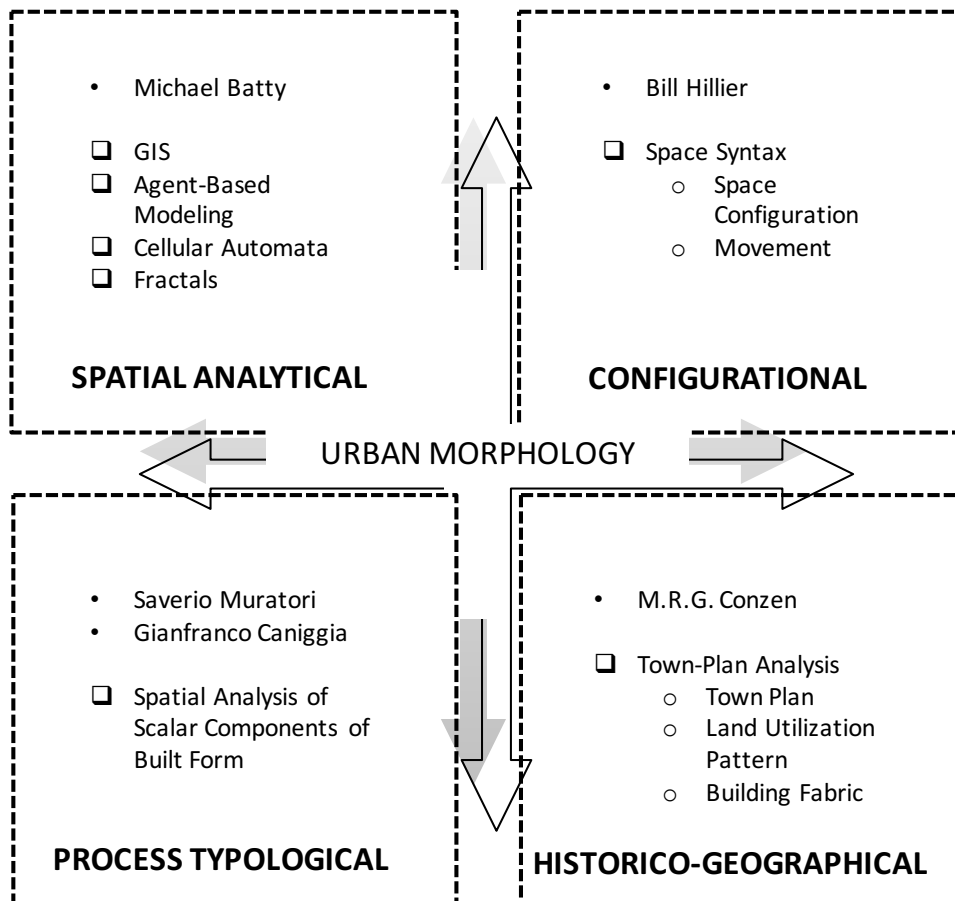 • Michael Batty
❑ GIS
❑ Agent-Based
Modeling
❑ Cellular Automata
❑ Fractals
SPATIAL ANALYTICAL
• Bill Hillier
❑ Space Syntax
o Space
Configuration
o Movement
CONFIGURATIONAL
URBAN MORPHOLOGY
• Saverio Muratori
• Gianfranco Caniggia
❑ Spatial Analysis of
Scalar Components of
Built Form
PROCESS TYPOLOGICAL
• M.R.G. Conzen
❑ Town-Plan Analysis
o Town Plan
o Land Utilization
Pattern
o Building Fabric
HISTORICO-GEOGRAPHICAL